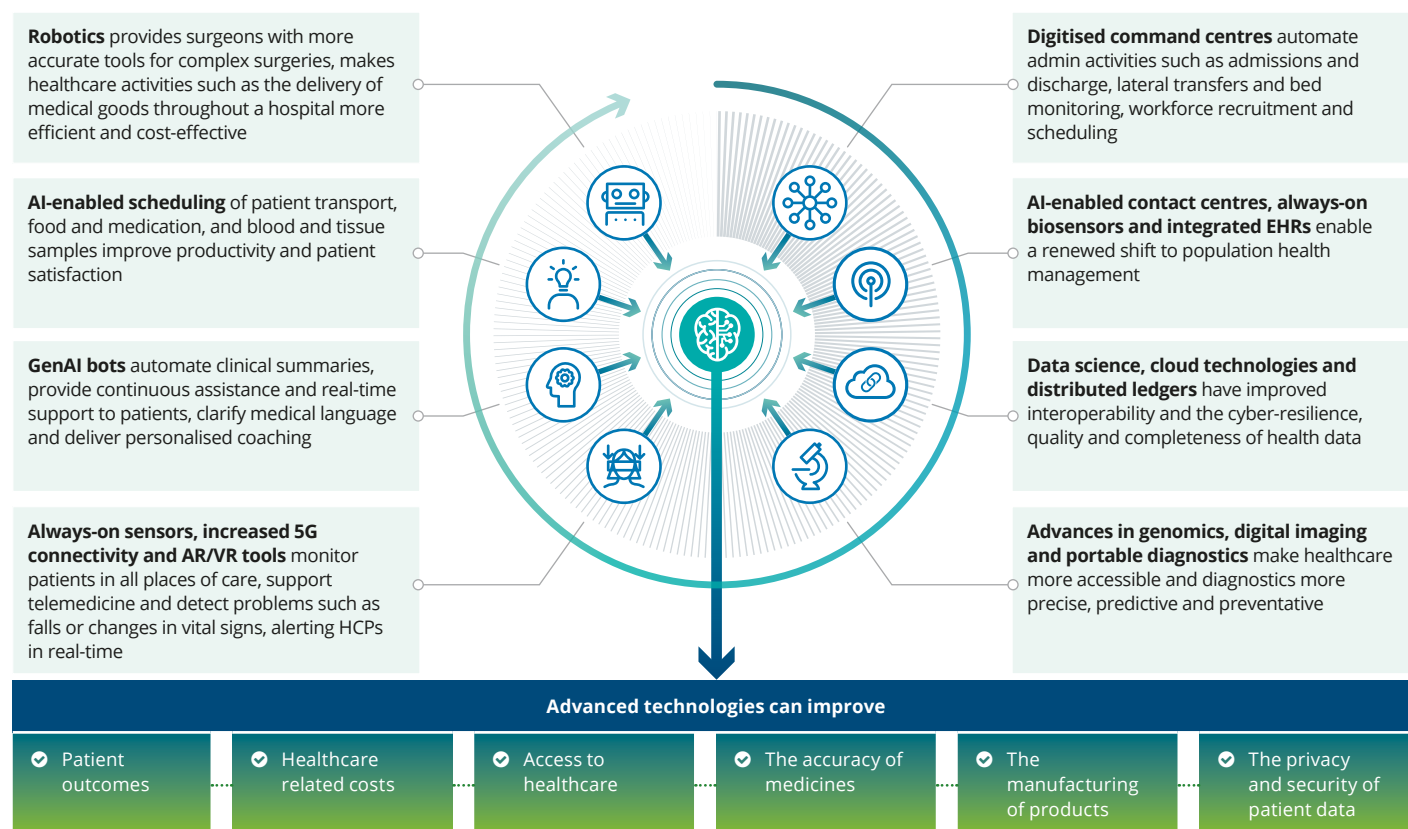 Robotics provides surgeons with more
accurate tools for complex surgeries, makes
healthcare activities such as the delivery of
medical goods throughout a hospital more
efficient and cost-effective
AI-enabled scheduling of patient transport,
food and medication, and blood and tissue
samples improve productivity and patient
satisfaction
GenAI bots automate clinical summaries,
provide continuous assistance and real-time
support to patients, clarify medical language
and deliver personalised coaching
Always-on sensors, increased 5G
connectivity and AR/VR tools monitor
patients in all places of care, support
telemedicine and detect problems such as
falls or changes in vital signs, alerting HCPs
in real-time
Digitised command centres automate
admin activities such as admissions and
discharge, lateral transfers and bed
monitoring, workforce recruitment and
scheduling
AI-enabled contact centres, always-on
biosensors and integrated EHRs enable
a renewed shift to population health
management
Data science, cloud technologies and
distributed ledgers have improved
interoperability and the cyber-resilience,
quality and completeness of health data
Advances in genomics, digital imaging
and portable diagnostics make healthcare
more accessible and diagnostics more
precise, predictive and preventative
Advanced technologies can improve
Patient
outcomes
Healthcare
related costs
Access to
healthcare
The accuracy of
medicines
The
manufacturing
of products
The privacy
and security of
patient data